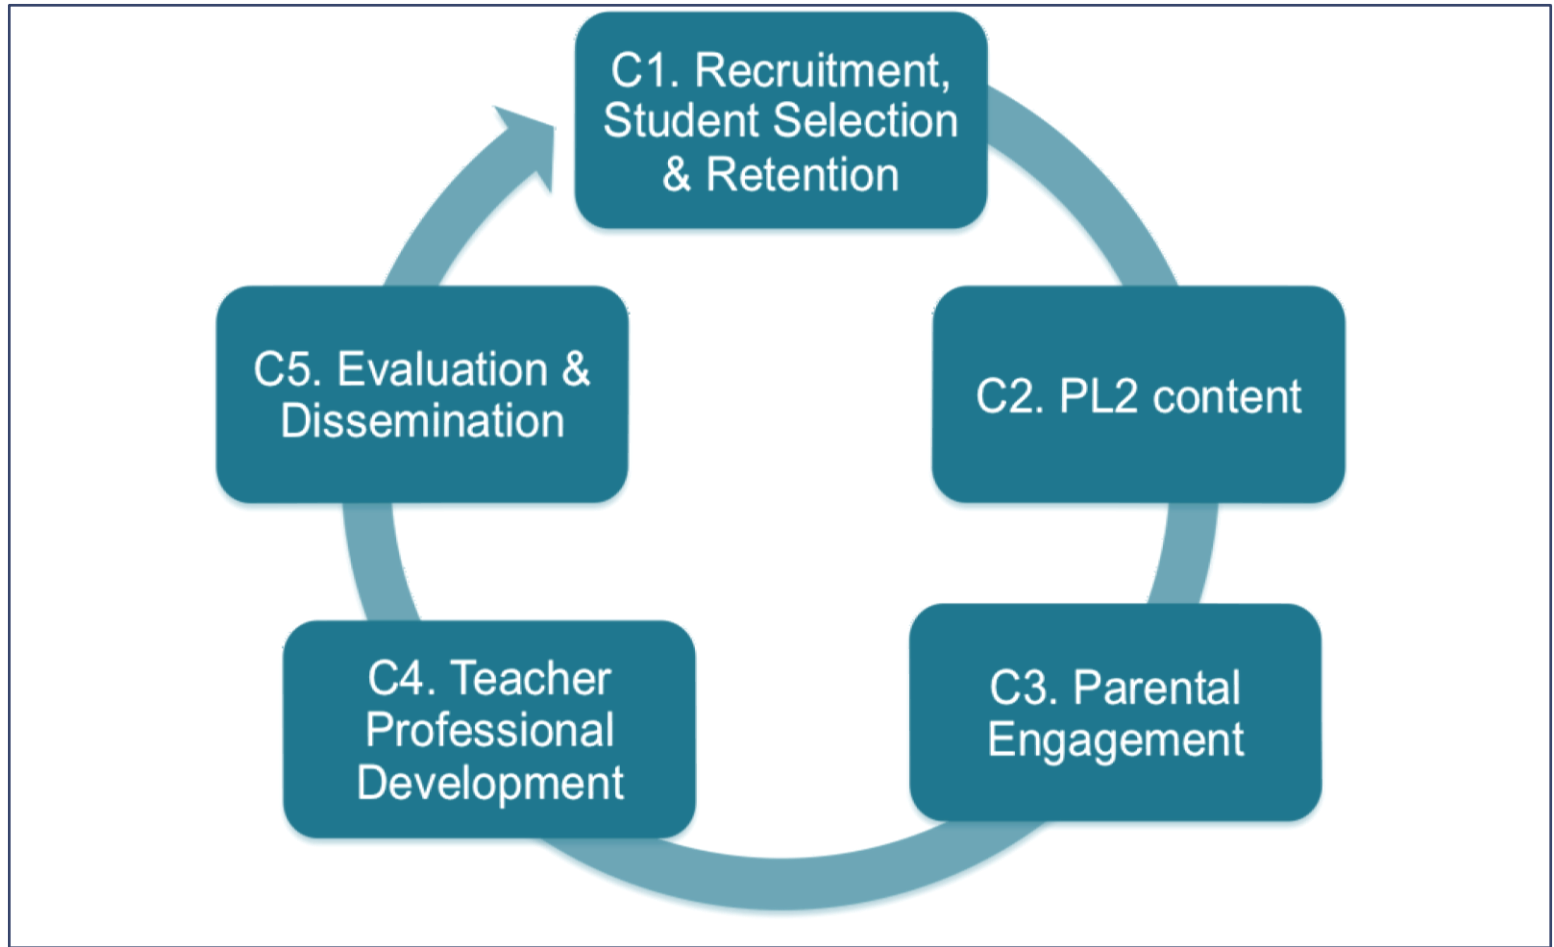 C1. Recruitment,
Student Selection
& Retention
C2. PL2 content
C3. Parental
Engagement
C4. Teacher
Professional
Development
C5. Evaluation &
Dissemination